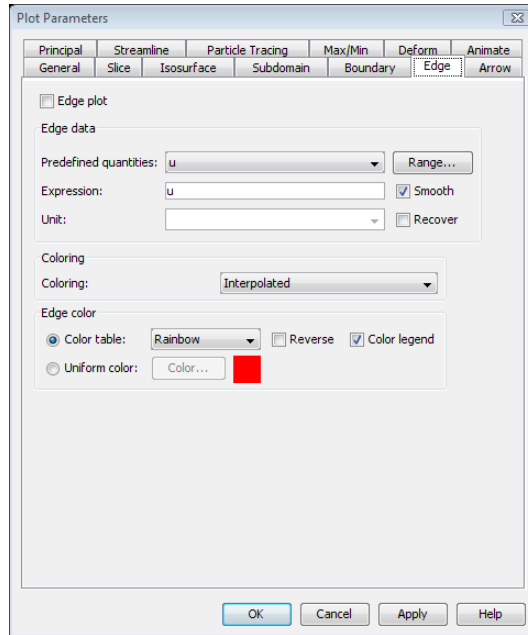 Plot Parameters
Principal Streamline Particle Tracing Max/Min Deform Animate
General Slice Isosurface Subdomain Boundary Edge Arrow
Edge plot
Edge data
Predefined quantities: u Range...
Expression: u Smooth
Unit: Recover
Coloring
Coloring: Interpolated
Edge color
Color table: Rainbow Reverse Color legend
Uniform color: Color...
OK Cancel Apply Help